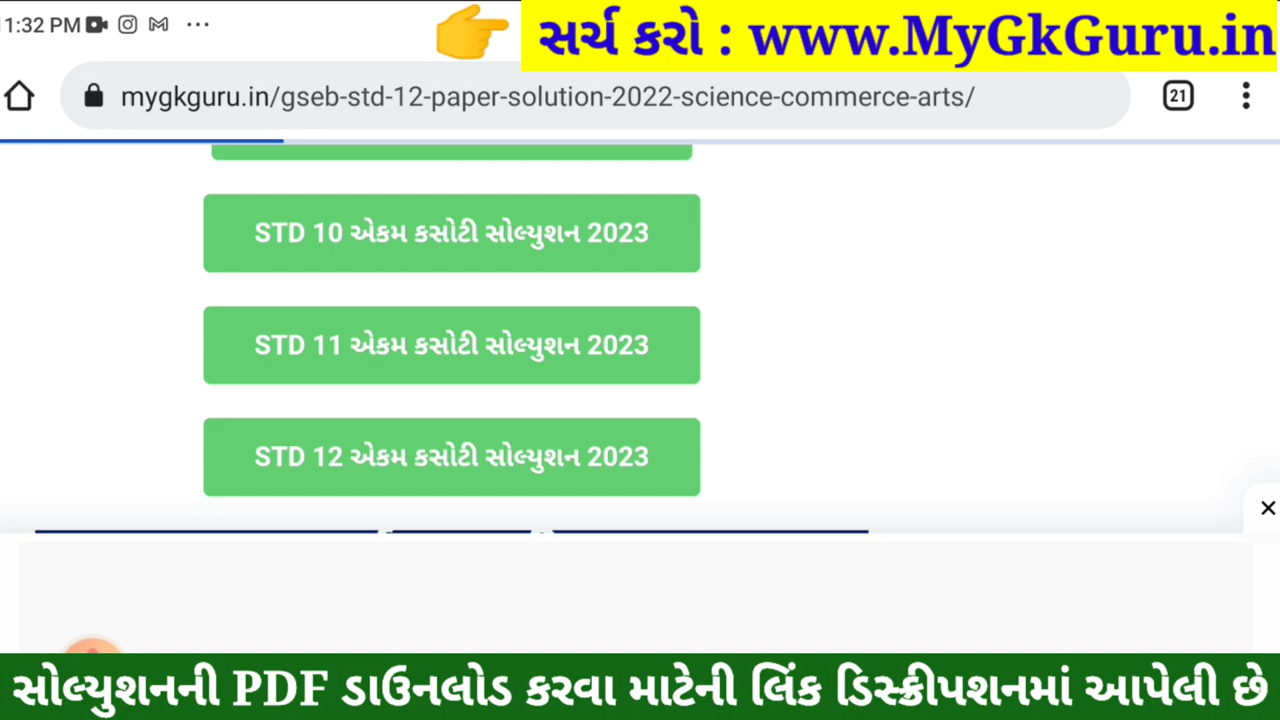 11:32 PM
સર્ચ કરો : www.MyGkGuru.in
mygkguru.in/gseb-std-12-paper-solution-2022-science-commerce-arts/
21
STD 10 એકમ કસોટી સોલ્યુશન 2023
STD 11 એકમ કસોટી સોલ્યુશન 2023
STD 12 એકમ કસોટી સોલ્યુશન 2023
સોલ્યુશનની PDF ડાઉનલોડ કરવા માટેની લિંક ડિસ્ક્રીપશનમાં આપેલી છે